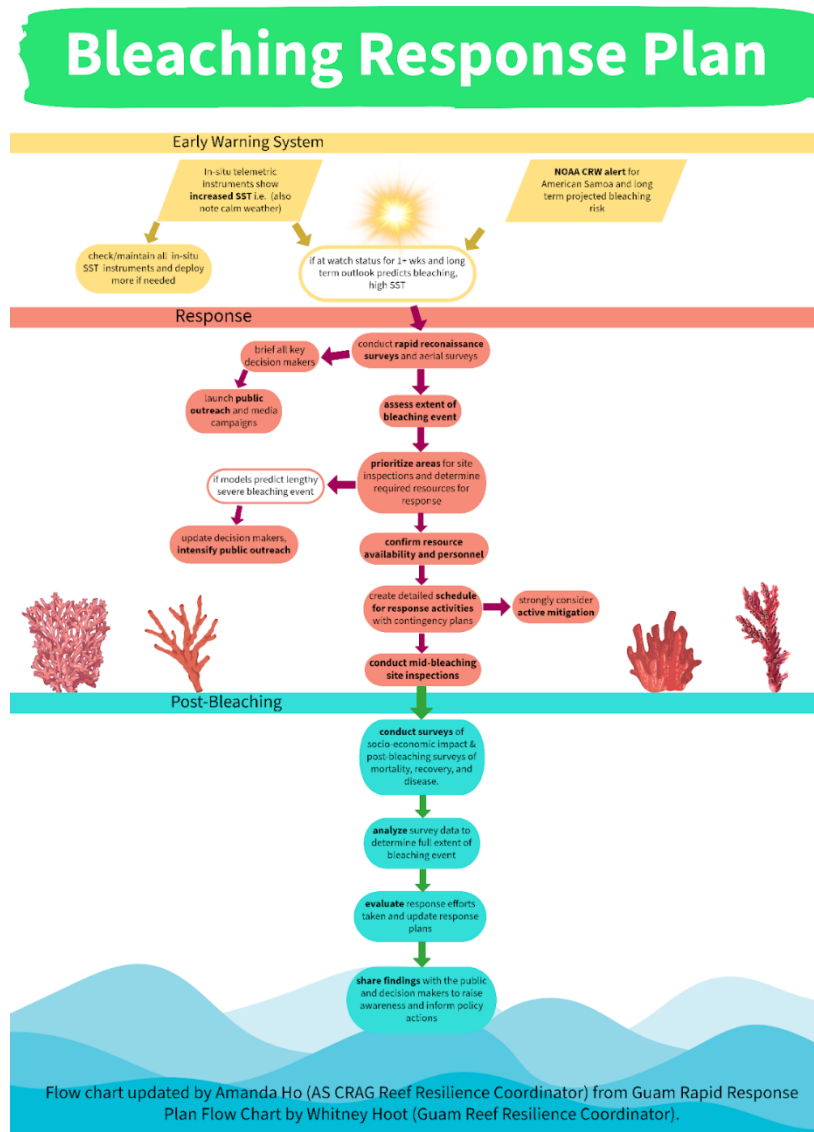 Bleaching Response Plan
Early Warning System
In-situ telemetric
instruments show
increased SST i.e. (also
note calm weather)
NOAA CRW alert for
American Samoa and long
term projected bleaching
risk
check/maintain all in-situ
SST instruments and deploy
more if needed
if at watch status for 1+ wks and long
term outlook predicts bleaching,
high SST
Response
conduct rapid reconaissance
surveys and aerial surveys
brief all key
decision makers
launch public
outreach and media
campaigns
assess extent of
bleaching event
prioritize areas for site
inspections and determine
required resources for
response
if models predict lengthy
severe bleaching event
update decision makers,
intensify public outreach
confirm resource
availability and personnel
create detailed schedule
for response activities
with contingency plans
strongly consider
active mitigation
conduct mid-bleaching
site inspections
Post-Bleaching
conduct surveys of
socio-economic impact &
post-bleaching surveys of
mortality, recovery, and
disease.
analyze survey data to
determine full extent of
bleaching event
evaluate response efforts
taken and update response
plans
share findings with the public
and decision makers to raise
awareness and inform policy
actions
Flow chart updated by Amanda Ho (AS CRAG Reef Resilience Coordinator) from Guam Rapid Response
Plan Flow Chart by Whitney Hoot (Guam Reef Resilience Coordinator).